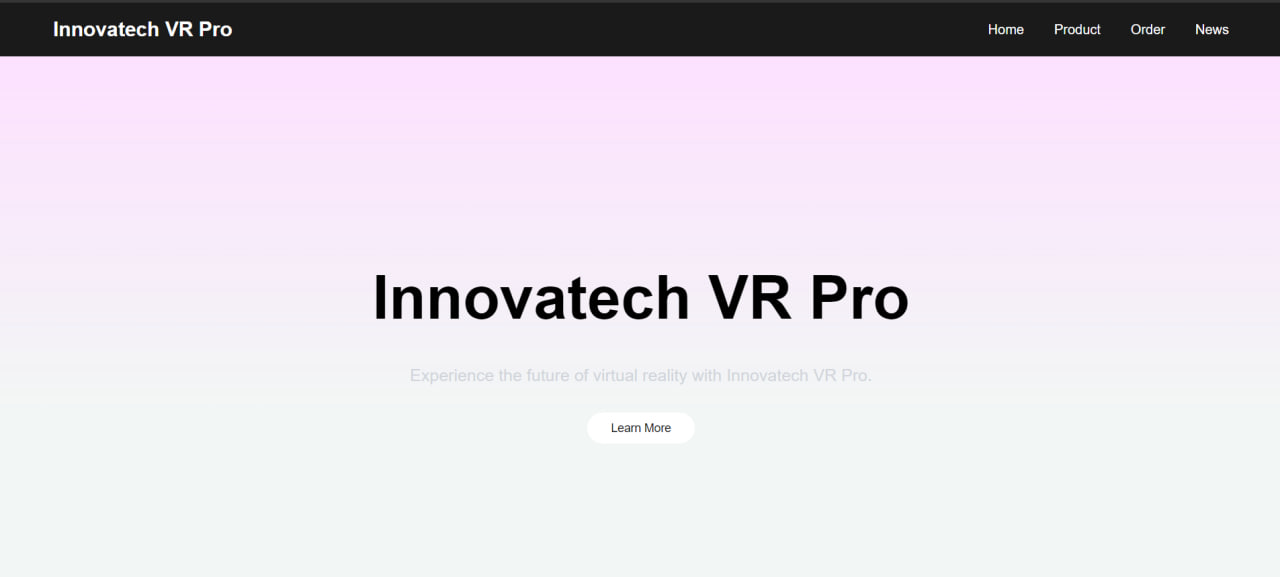 Innovatech VR Pro
Home Product Order News
Innovatech VR Pro
Experience the future of virtual reality with Innovatech VR Pro.
Learn More